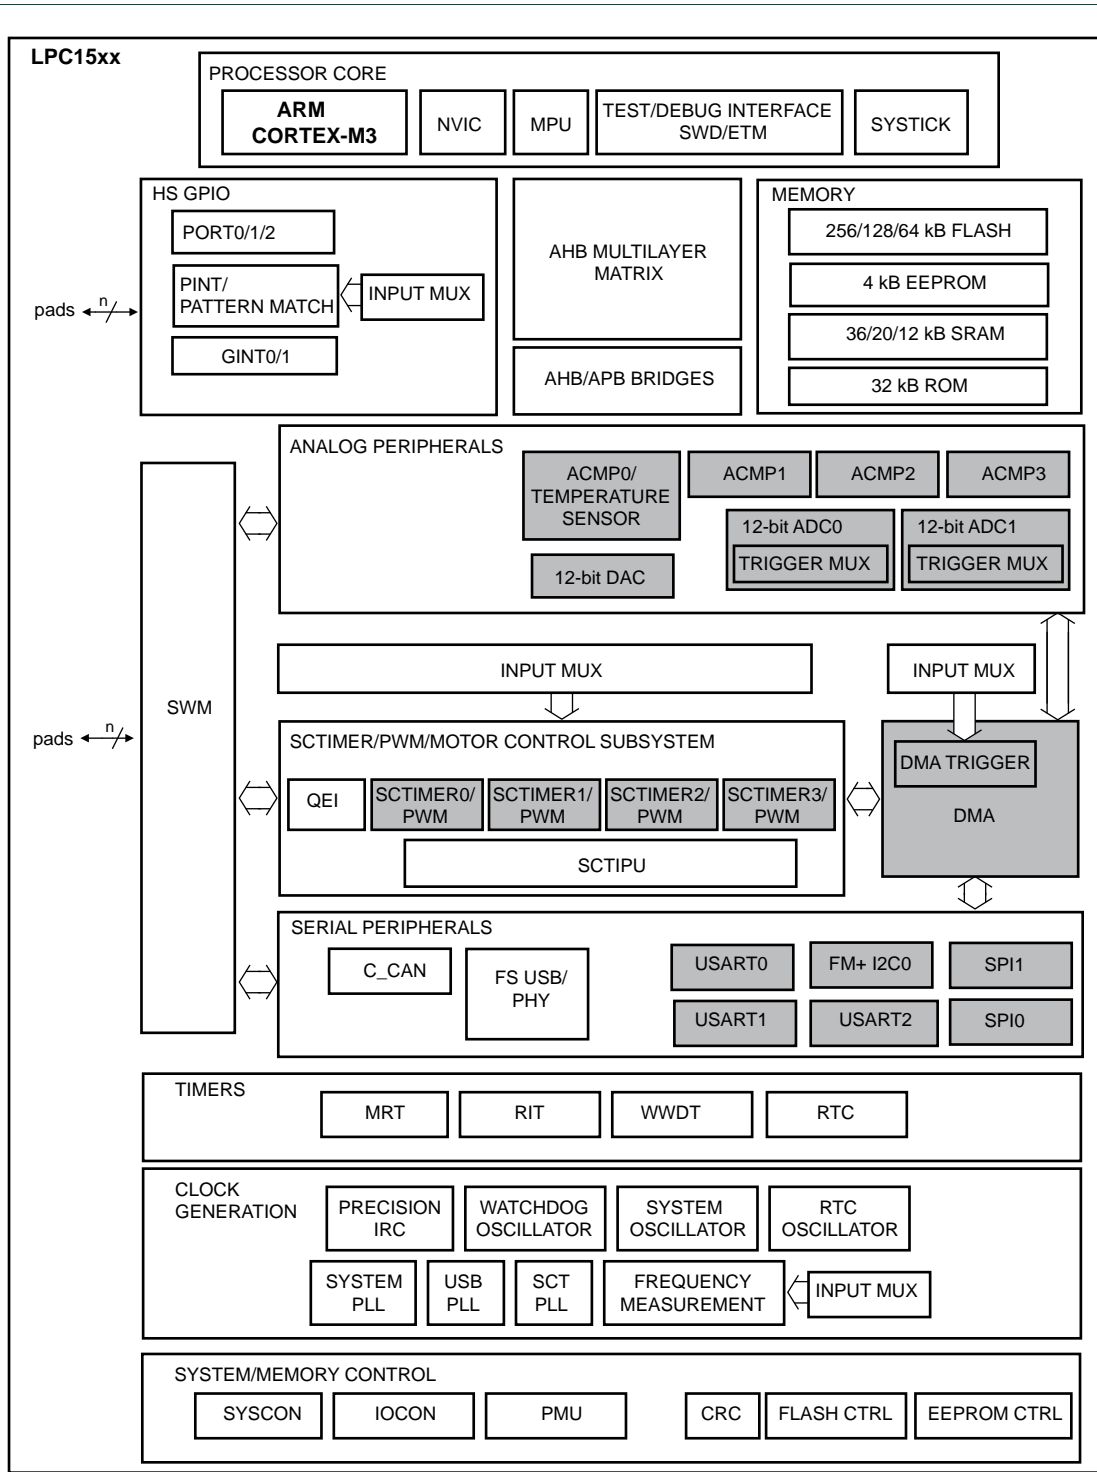 LPC15xx
PROCESSOR CORE
ARM
CORTEX-M3
NVIC
MPU
TEST/DEBUG INTERFACE
SWD/ETM
SYSTICK
HS GPIO
PORT0/1/2
PINT/
PATTERN MATCH
INPUT MUX
GINT0/1
pads
n
AHB MULTILAYER
MATRIX
AHB/APB BRIDGES
MEMORY
256/128/64 kB FLASH
4 kB EEPROM
36/20/12 kB SRAM
32 kB ROM
ANALOG PERIPHERALS
ACMP0/
TEMPERATURE
SENSOR
ACMP1
ACMP2
ACMP3
12-bit ADC0
TRIGGER MUX
12-bit ADC1
TRIGGER MUX
12-bit DAC
SWM
pads
n
INPUT MUX
INPUT MUX
SCTIMER/PWM/MOTOR CONTROL SUBSYSTEM
QEI
SCTIMER0/
PWM
SCTIMER1/
PWM
SCTIMER2/
PWM
SCTIMER3/
PWM
SCTIPU
DMA TRIGGER
DMA
SERIAL PERIPHERALS
C_CAN
FS USB/
PHY
USART0
FM+ I2C0
SPI1
USART1
USART2
SPI0
TIMERS
MRT
RIT
WWDT
RTC
CLOCK
GENERATION
PRECISION
IRC
WATCHDOG
OSCILLATOR
SYSTEM
OSCILLATOR
RTC
OSCILLATOR
SYSTEM
PLL
USB
PLL
SCT
PLL
FREQUENCY
MEASUREMENT
INPUT MUX
SYSTEM/MEMORY CONTROL
SYSCON
IOCON
PMU
CRC
FLASH CTRL
EEPROM CTRL